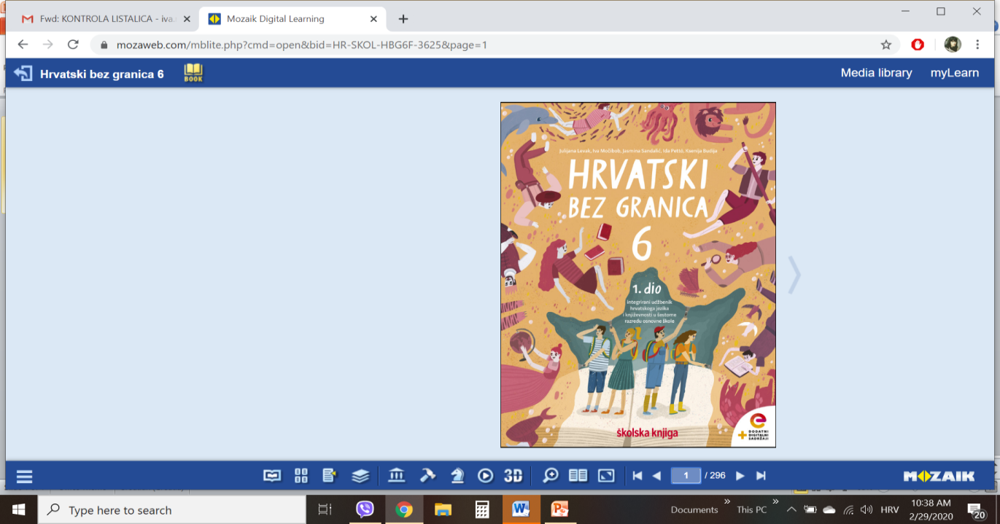 Fwd: KONTROLA LISTALICA - iva.
Mozaik Digital Learning
mozaweb.com/mblite.php?cmd=open&bid=HR-SKOL-HBG6F-3625&page=1
Hrvatski bez granica 6
BOOK
Media library
myLearn
Julijana Levak, Iva Močibob, Jasmina Sandalić, Ida Pettö, Ksenija Budija
HRVATSKI
BEZ GRANICA
6
1. dio
integrirani udžbenik
hrvatskoga jezika
i književnosti u šestome
razredu osnovne škole
školska knjiga
e
+ DODATNI
DIGITALNI
SADRŽAJI
3D
1 / 296
MOZAIK
Type here to search
Documents
This PC
HRV
10:38 AM
2/29/2020
20